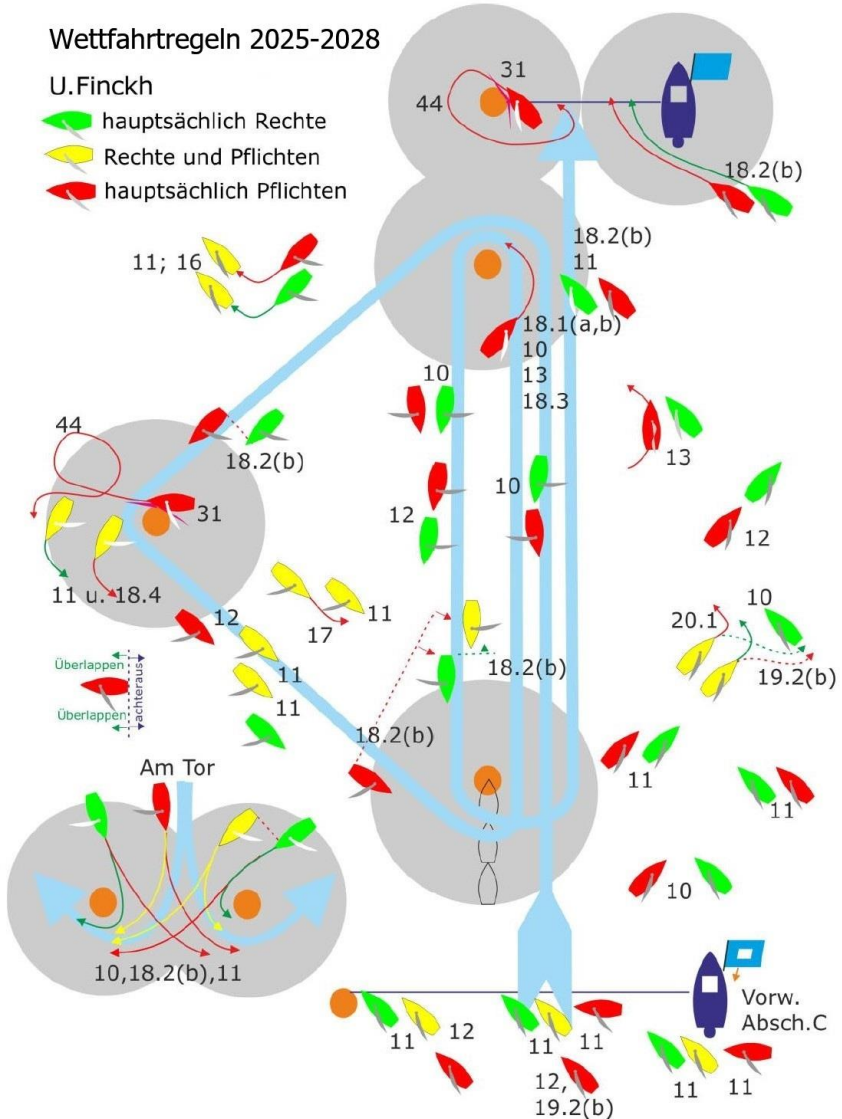 Wettfahrtregeln 2025-2028
U.Finckh
hauptsächlich Rechte
Rechte und Pflichten
hauptsächlich Pflichten
31
44
18.2(b)
11; 16
18.2(b)
11
18.1(a,b)
10
13
18.3
10
44
18.2(b)
13
31
12
10
12
11 u. 18.4
12
17
11
20.1
10
19.2(b)
Überlappen
achteraus
Überlappen
11
11
18.2(b)
18.2(b)
11
11
Am Tor
10
10,18.2(b),11
Vorw.
Absch.C
11
12
11
11
12,
19.2(b)
11
11